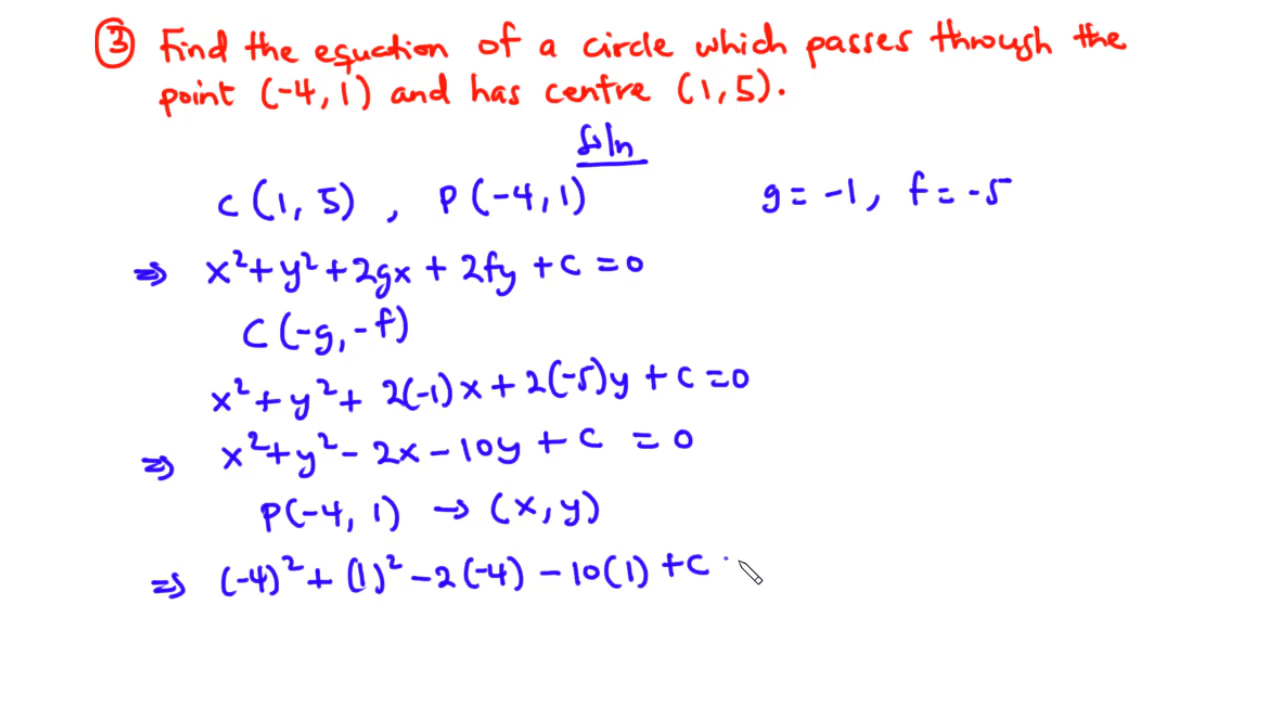 ③ Find the equation of a circle which passes through the
point (-4, 1) and has centre (1, 5).
Soln
C (1, 5) , P (-4, 1) g = -1, f = -5
⇒ x² + y² + 2gx + 2fy + c = 0
C (-g, -f)
x² + y² + 2(-1)x + 2(-5)y + c = 0
⇒ x² + y² - 2x - 10y + c = 0
P(-4, 1) → (x, y)
⇒ (-4)² + (1)² - 2(-4) - 10(1) + c